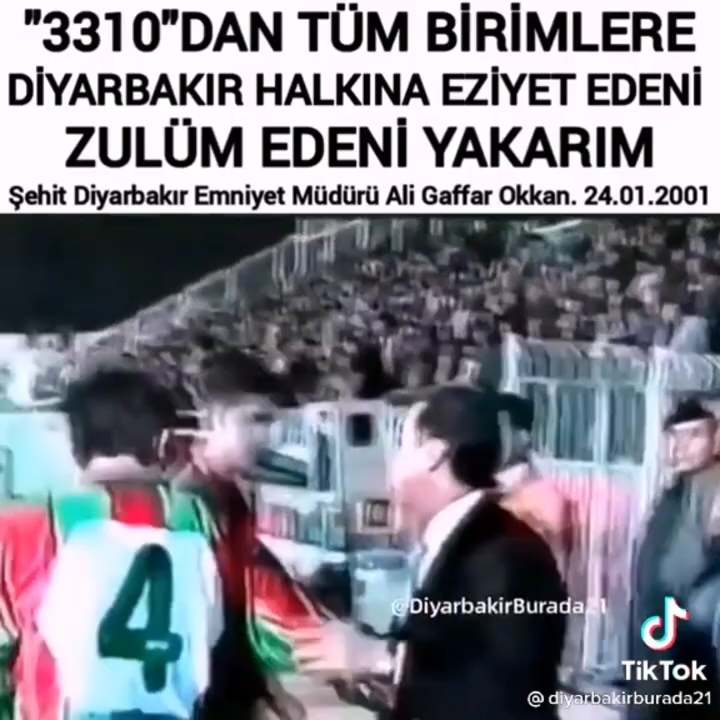 "3310"DAN TÜM BİRİMLERE
DİYARBAKIR HALKINA EZİYET EDENİ
ZULÜM EDENİ YAKARIM
Şehit Diyarbakır Emniyet Müdürü Ali Gaffar Okkan. 24.01.2001
4
@DiyarbakirBurada21
TikTok
@diyarbakirburada21